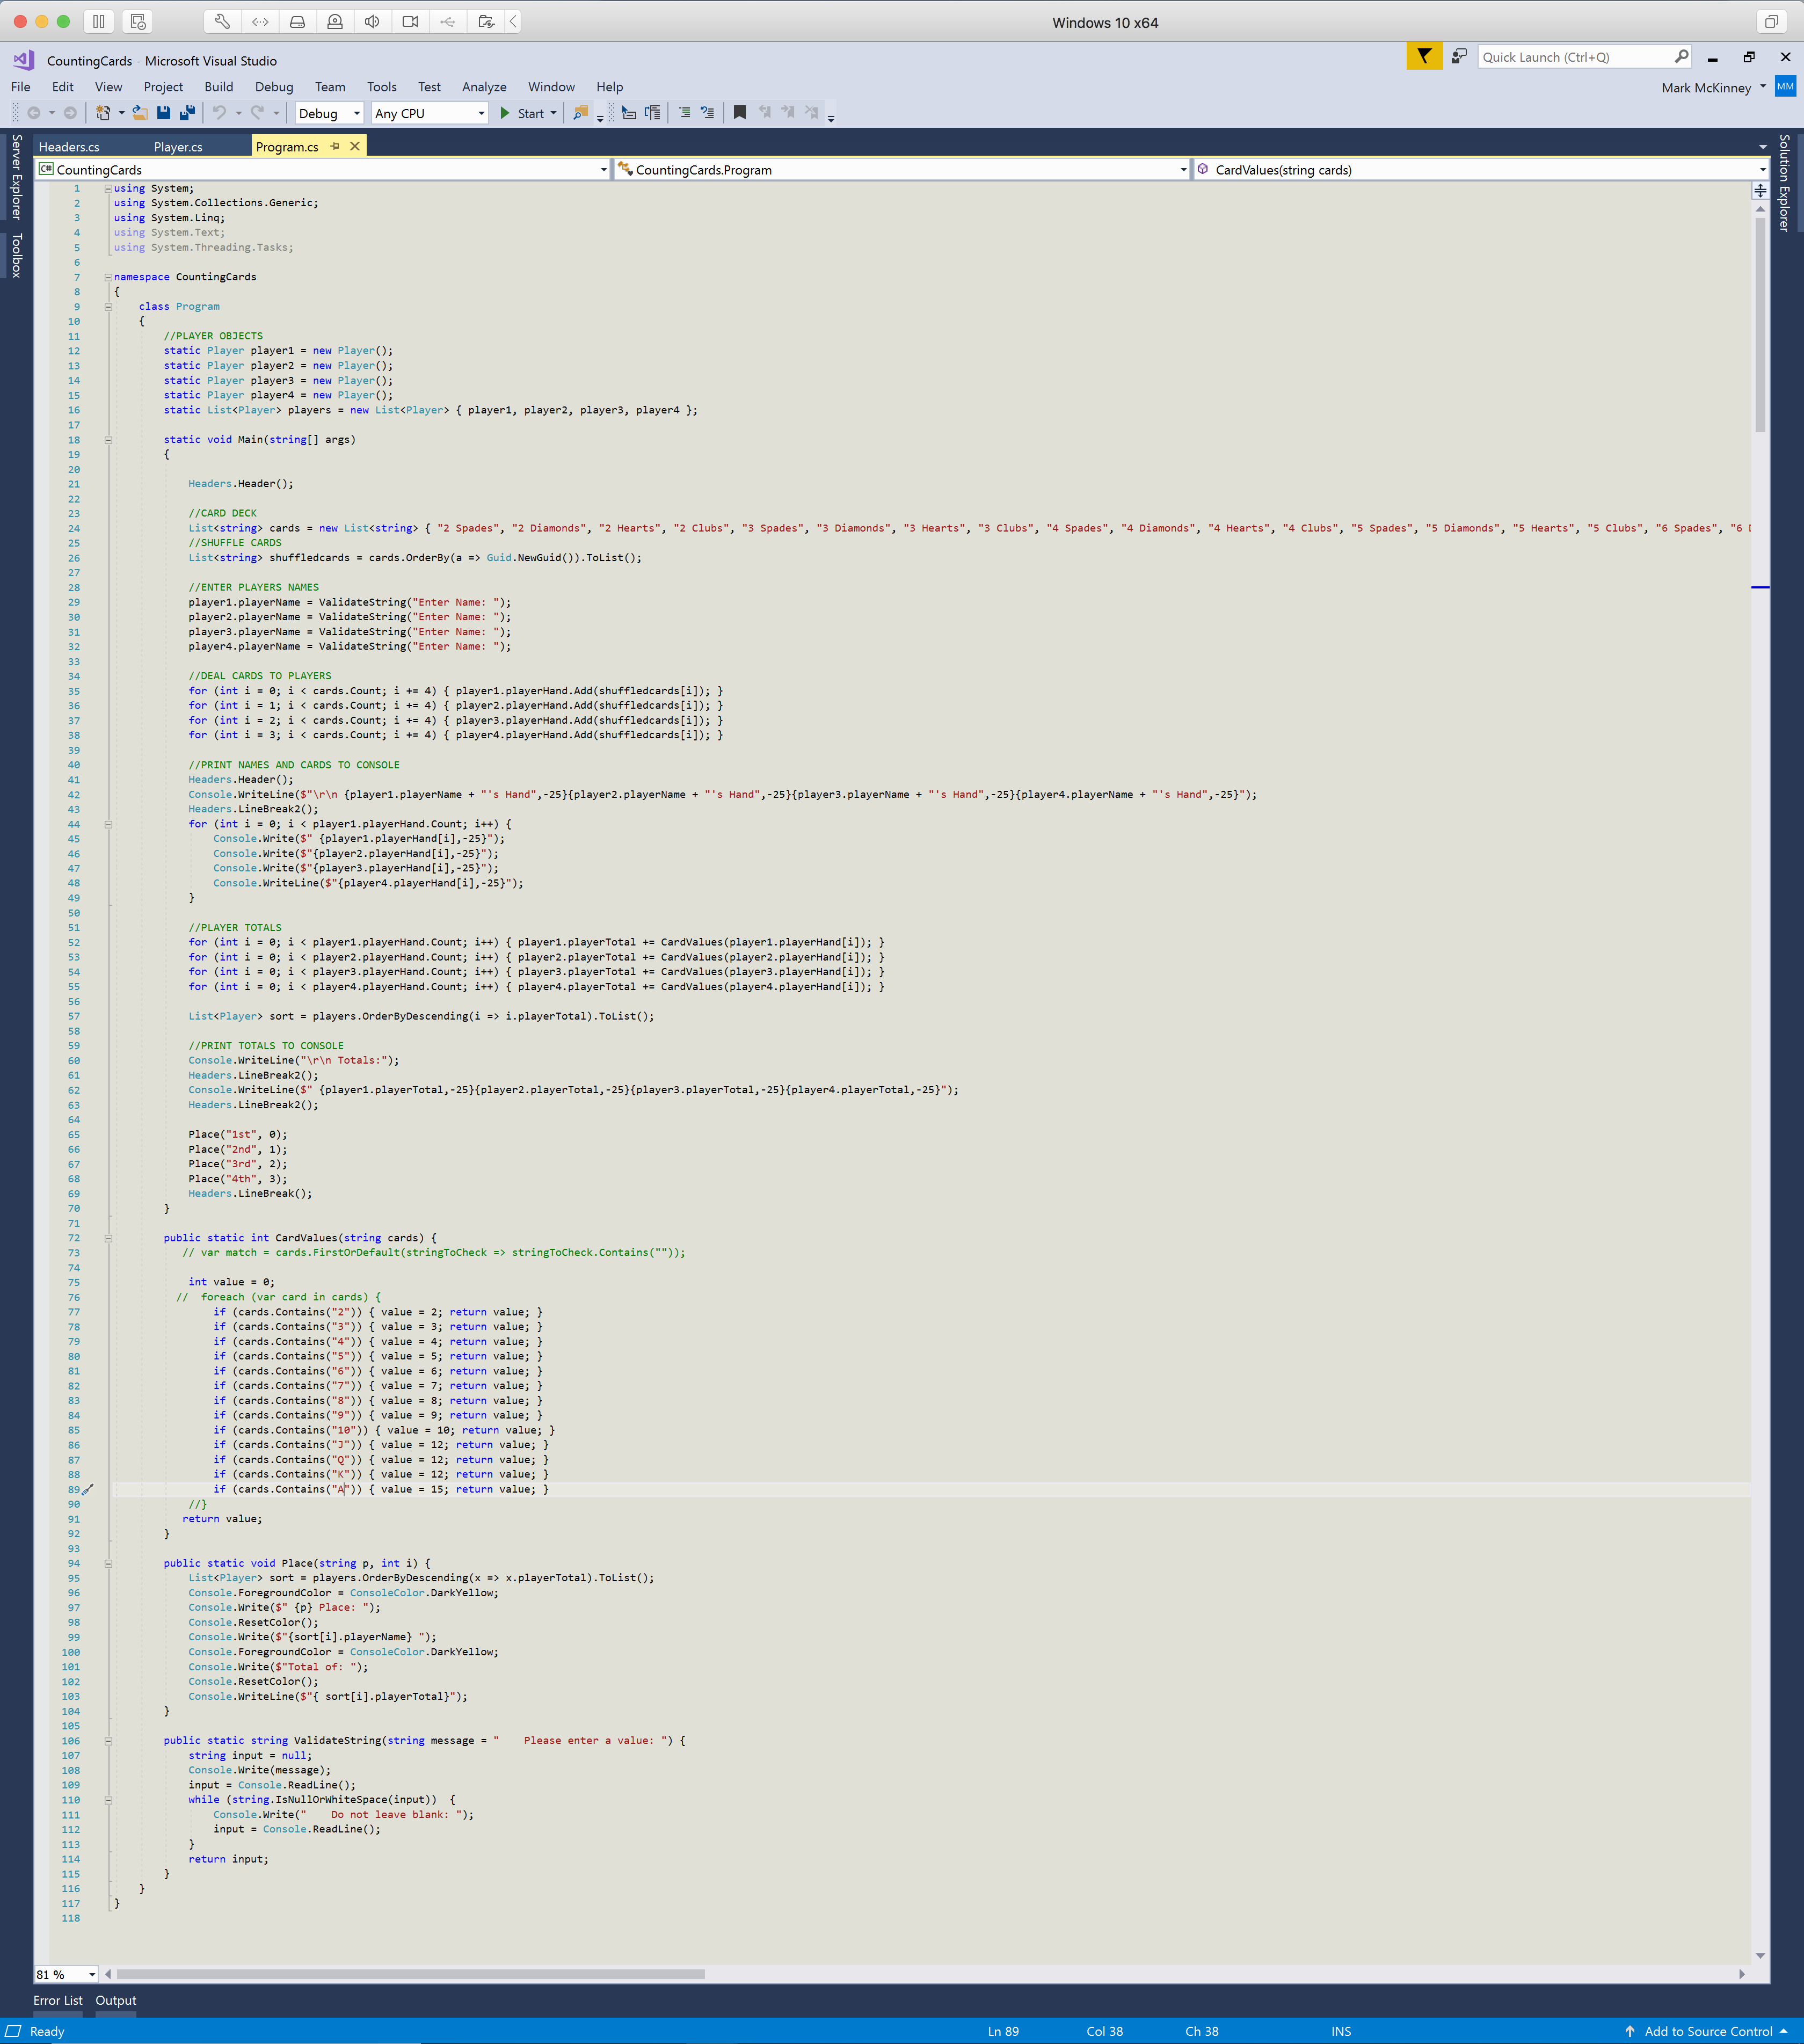 Windows 10 x64
CountingCards - Microsoft Visual Studio
Quick Launch (Ctrl+Q)
File Edit View Project Build Debug Team Tools Test Analyze Window Help
Mark McKinney MM
Debug Any CPU Start
Server Explorer
Toolbox
Solution Explorer
Headers.cs Player.cs Program.cs
C# CountingCards CountingCards.Program CardValues(string cards)
1 using System;
2 using System.Collections.Generic;
3 using System.Linq;
4 using System.Text;
5 using System.Threading.Tasks;
6
7 namespace CountingCards
8 {
9 class Program
10 {
11 //PLAYER OBJECTS
12 static Player player1 = new Player();
13 static Player player2 = new Player();
14 static Player player3 = new Player();
15 static Player player4 = new Player();
16 static List<Player> players = new List<Player> { player1, player2, player3, player4 };
17
18 static void Main(string[] args)
19 {
20
21 Headers.Header();
22
23 //CARD DECK
24 List<string> cards = new List<string> { "2 Spades", "2 Diamonds", "2 Hearts", "2 Clubs", "3 Spades", "3 Diamonds", "3 Hearts", "3 Clubs", "4 Spades", "4 Diamonds", "4 Hearts", "4 Clubs", "5 Spades", "5 Diamonds", "5 Hearts", "5 Clubs", "6 Spades", "6
25 //SHUFFLE CARDS
26 List<string> shuffledcards = cards.OrderBy(a => Guid.NewGuid()).ToList();
27
28 //ENTER PLAYERS NAMES
29 player1.playerName = ValidateString("Enter Name: ");
30 player2.playerName = ValidateString("Enter Name: ");
31 player3.playerName = ValidateString("Enter Name: ");
32 player4.playerName = ValidateString("Enter Name: ");
33
34 //DEAL CARDS TO PLAYERS
35 for (int i = 0; i < cards.Count; i += 4) { player1.playerHand.Add(shuffledcards[i]); }
36 for (int i = 1; i < cards.Count; i += 4) { player2.playerHand.Add(shuffledcards[i]); }
37 for (int i = 2; i < cards.Count; i += 4) { player3.playerHand.Add(shuffledcards[i]); }
38 for (int i = 3; i < cards.Count; i += 4) { player4.playerHand.Add(shuffledcards[i]); }
39
40 //PRINT NAMES AND CARDS TO CONSOLE
41 Headers.Header();
42 Console.WriteLine($"\r\n {player1.playerName + "'s Hand",-25}{player2.playerName + "'s Hand",-25}{player3.playerName + "'s Hand",-25}{player4.playerName + "'s Hand",-25}");
43 Headers.LineBreak2();
44 for (int i = 0; i < player1.playerHand.Count; i++) {
45 Console.Write($" {player1.playerHand[i],-25}");
46 Console.Write($"{player2.playerHand[i],-25}");
47 Console.Write($"{player3.playerHand[i],-25}");
48 Console.WriteLine($"{player4.playerHand[i],-25}");
49 }
50
51 //PLAYER TOTALS
52 for (int i = 0; i < player1.playerHand.Count; i++) { player1.playerTotal += CardValues(player1.playerHand[i]); }
53 for (int i = 0; i < player2.playerHand.Count; i++) { player2.playerTotal += CardValues(player2.playerHand[i]); }
54 for (int i = 0; i < player3.playerHand.Count; i++) { player3.playerTotal += CardValues(player3.playerHand[i]); }
55 for (int i = 0; i < player4.playerHand.Count; i++) { player4.playerTotal += CardValues(player4.playerHand[i]); }
56
57 List<Player> sort = players.OrderByDescending(i => i.playerTotal).ToList();
58
59 //PRINT TOTALS TO CONSOLE
60 Console.WriteLine("\r\n Totals:");
61 Headers.LineBreak2();
62 Console.WriteLine($" {player1.playerTotal,-25}{player2.playerTotal,-25}{player3.playerTotal,-25}{player4.playerTotal,-25}");
63 Headers.LineBreak2();
64
65 Place("1st", 0);
66 Place("2nd", 1);
67 Place("3rd", 2);
68 Place("4th", 3);
69 Headers.LineBreak();
70 }
71
72 public static int CardValues(string cards) {
73 // var match = cards.FirstOrDefault(stringToCheck => stringToCheck.Contains(""));
74
75 int value = 0;
76 // foreach (var card in cards) {
77 if (cards.Contains("2")) { value = 2; return value; }
78 if (cards.Contains("3")) { value = 3; return value; }
79 if (cards.Contains("4")) { value = 4; return value; }
80 if (cards.Contains("5")) { value = 5; return value; }
81 if (cards.Contains("6")) { value = 6; return value; }
82 if (cards.Contains("7")) { value = 7; return value; }
83 if (cards.Contains("8")) { value = 8; return value; }
84 if (cards.Contains("9")) { value = 9; return value; }
85 if (cards.Contains("10")) { value = 10; return value; }
86 if (cards.Contains("J")) { value = 12; return value; }
87 if (cards.Contains("Q")) { value = 12; return value; }
88 if (cards.Contains("K")) { value = 12; return value; }
89 if (cards.Contains("A")) { value = 15; return value; }
90 //}
91 return value;
92 }
93
94 public static void Place(string p, int i) {
95 List<Player> sort = players.OrderByDescending(x => x.playerTotal).ToList();
96 Console.ForegroundColor = ConsoleColor.DarkYellow;
97 Console.Write($" {p} Place: ");
98 Console.ResetColor();
99 Console.Write($"{sort[i].playerName} ");
100 Console.ForegroundColor = ConsoleColor.DarkYellow;
101 Console.Write($"Total of: ");
102 Console.ResetColor();
103 Console.WriteLine($"{ sort[i].playerTotal}");
104 }
105
106 public static string ValidateString(string message = "    Please enter a value: ") {
107 string input = null;
108 Console.Write(message);
109 input = Console.ReadLine();
110 while (string.IsNullOrWhiteSpace(input))  {
111 Console.Write("    Do not leave blank: ");
112 input = Console.ReadLine();
113 }
114 return input;
115 }
116 }
117 }
118
81 %
Error List Output
Ready Ln 89 Col 38 Ch 38 INS Add to Source Control